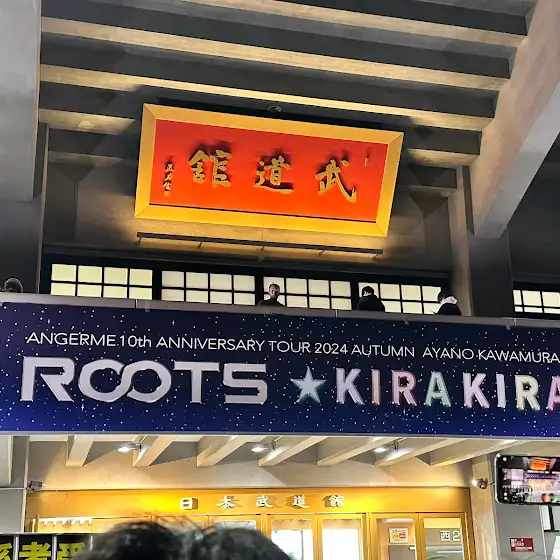 武道館
ANGERME 10th ANNIVERSARY TOUR 2024 AUTUMN AYANO KAWAMURA
ROOTS ★KIRAKIRA
日本武道館
西2